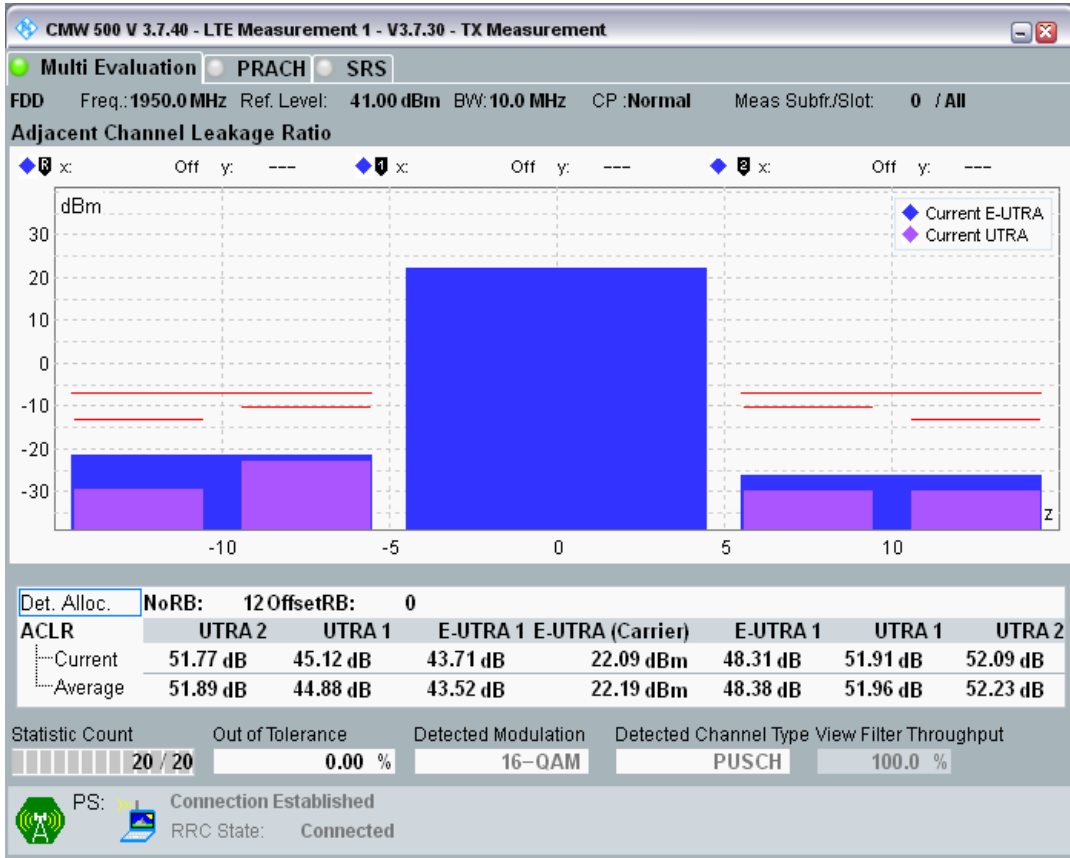 CMW 500 V 3.7.40 - LTE Measurement 1 - V3.7.30 - TX Measurement
Multi Evaluation PRACH SRS
FDD Freq.: 1950.0 MHz Ref. Level: 41.00 dBm BW: 10.0 MHz CP :Normal Meas Subfr./Slot: 0 / All
Adjacent Channel Leakage Ratio
R x: Off y: --- 1 x: Off y: --- 2 x: Off y: ---
dBm
Current E-UTRA
Current UTRA
30
20
10
0
-10
-20
-30
z
-10 -5 0 5 10
Det. Alloc. NoRB: 12 OffsetRB: 0
ACLR UTRA 2 UTRA 1 E-UTRA 1 E-UTRA (Carrier) E-UTRA 1 UTRA 1 UTRA 2
Current 51.77 dB 45.12 dB 43.71 dB 22.09 dBm 48.31 dB 51.91 dB 52.09 dB
Average 51.89 dB 44.88 dB 43.52 dB 22.19 dBm 48.38 dB 51.96 dB 52.23 dB
Statistic Count Out of Tolerance Detected Modulation Detected Channel Type View Filter Throughput
20 / 20 0.00 % 16-QAM PUSCH 100.0 %
PS: Connection Established
RRC State: Connected